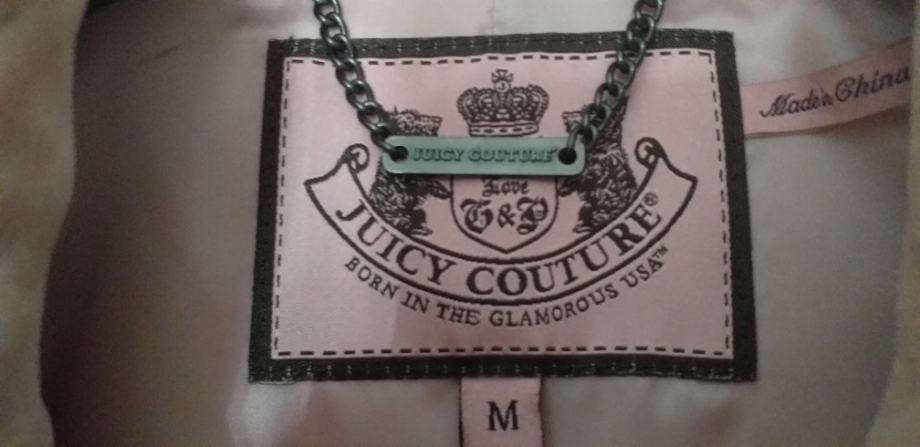 Made in China
JUICY COUTURE
Love
G&P
JUICY COUTURE®
BORN IN THE GLAMOROUS USA™
M